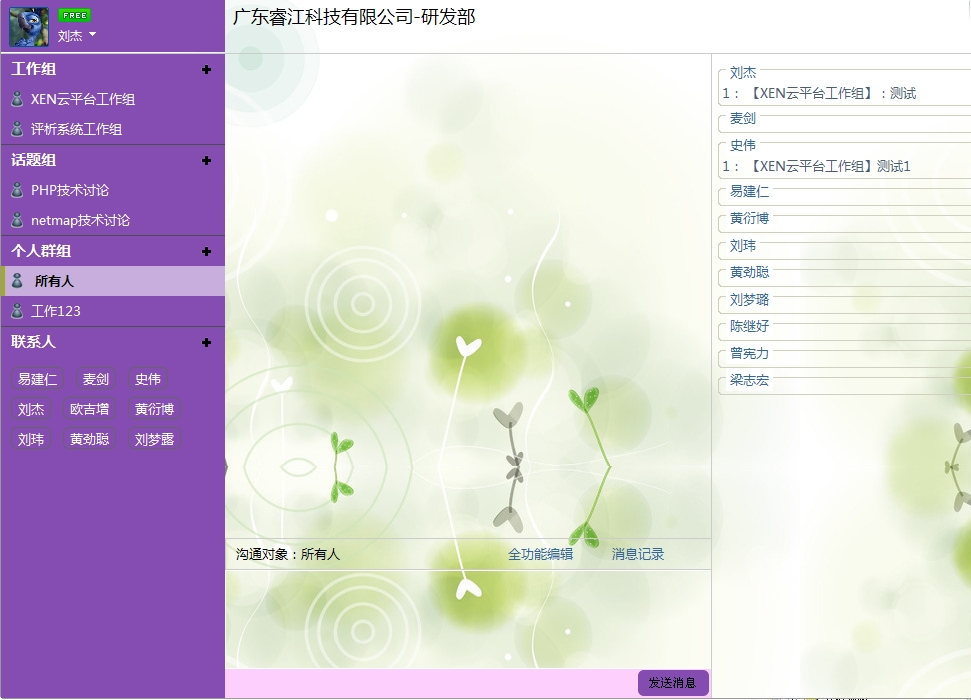 FREE
刘杰
广东睿江科技有限公司-研发部
工作组
XEN云平台工作组
评析系统工作组
话题组
PHP技术讨论
netmap技术讨论
个人群组
所有人
工作123
联系人
易建仁 麦剑 史伟
刘杰 欧吉增 黄衍博
刘玮 黄劲聪 刘梦露
沟通对象：所有人 全功能编辑 消息记录
发送消息
刘杰
1：【XEN云平台工作组】：测试
麦剑
史伟
1：【XEN云平台工作组】测试1
易建仁
黄衍博
刘玮
黄劲聪
刘梦璐
陈继好
曾宪力
梁志宏